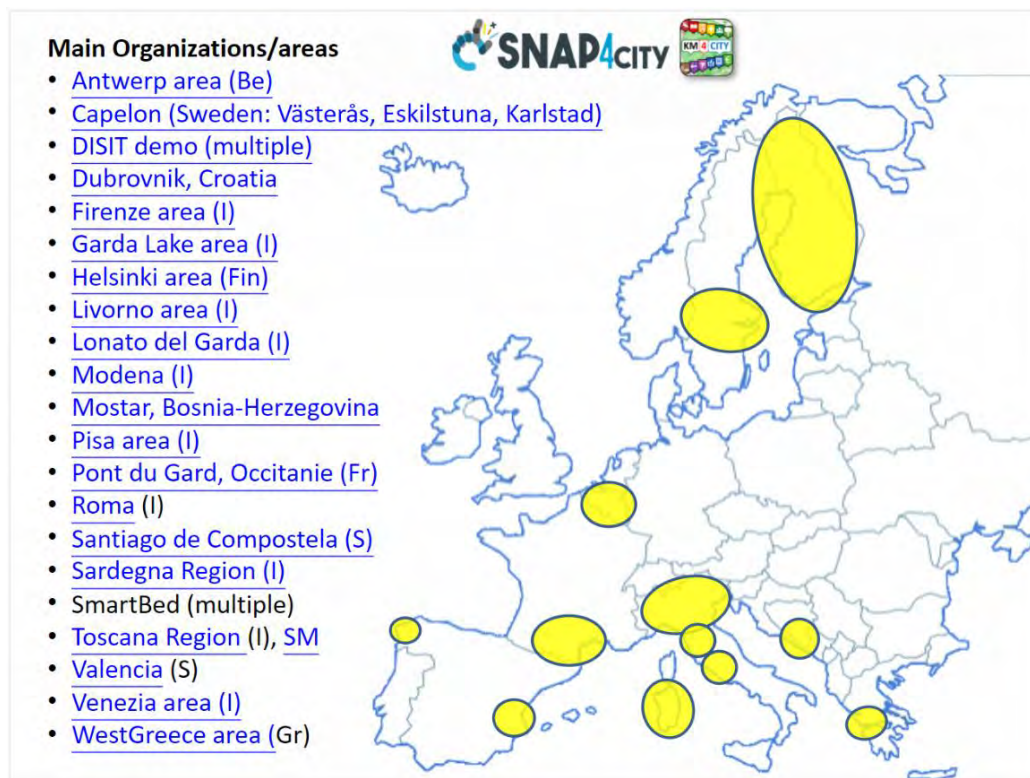 Main Organizations/areas
SNAP4CITY
KM 4 CITY
• Antwerp area (Be)
• Capelon (Sweden: Västerås, Eskilstuna, Karlstad)
• DISIT demo (multiple)
• Dubrovnik, Croatia
• Firenze area (I)
• Garda Lake area (I)
• Helsinki area (Fin)
• Livorno area (I)
• Lonato del Garda (I)
• Modena (I)
• Mostar, Bosnia-Herzegovina
• Pisa area (I)
• Pont du Gard, Occitanie (Fr)
• Roma (I)
• Santiago de Compostela (S)
• Sardegna Region (I)
• SmartBed (multiple)
• Toscana Region (I), SM
• Valencia (S)
• Venezia area (I)
• WestGreece area (Gr)